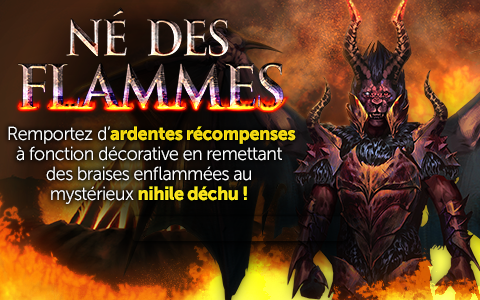 NÉ DES
FLAMMES
Remportez d'ardentes récompenses
à fonction décorative en remettant
des braises enflammées au
mystérieux nihile déchu !